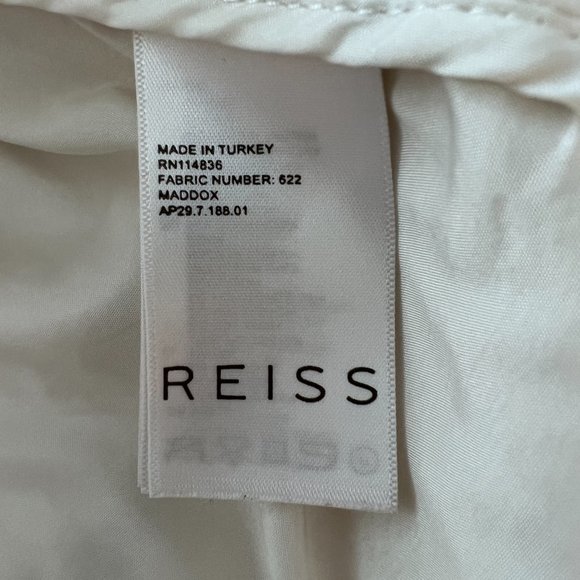 MADE IN TURKEY
RN114836
FABRIC NUMBER: 622
MADDOX
AP29.7.188.01
REISS